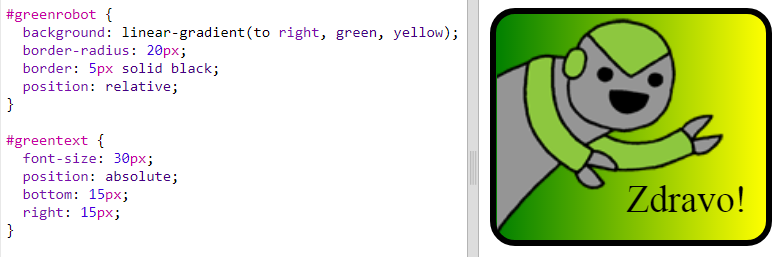 #greenrobot {
  background: linear-gradient(to right, green, yellow);
  border-radius: 20px;
  border: 5px solid black;
  position: relative;
}

#greentext {
  font-size: 30px;
  position: absolute;
  bottom: 15px;
  right: 15px;
}
Zdravo!